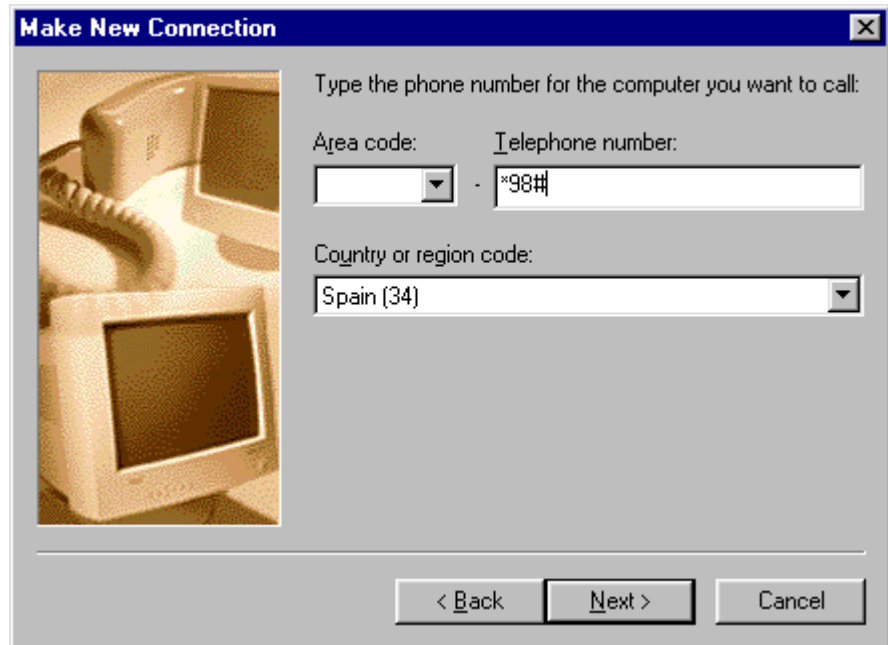 Make New Connection
Type the phone number for the computer you want to call:
Area code: Telephone number:
- *98#
Country or region code:
Spain (34)
< Back Next > Cancel